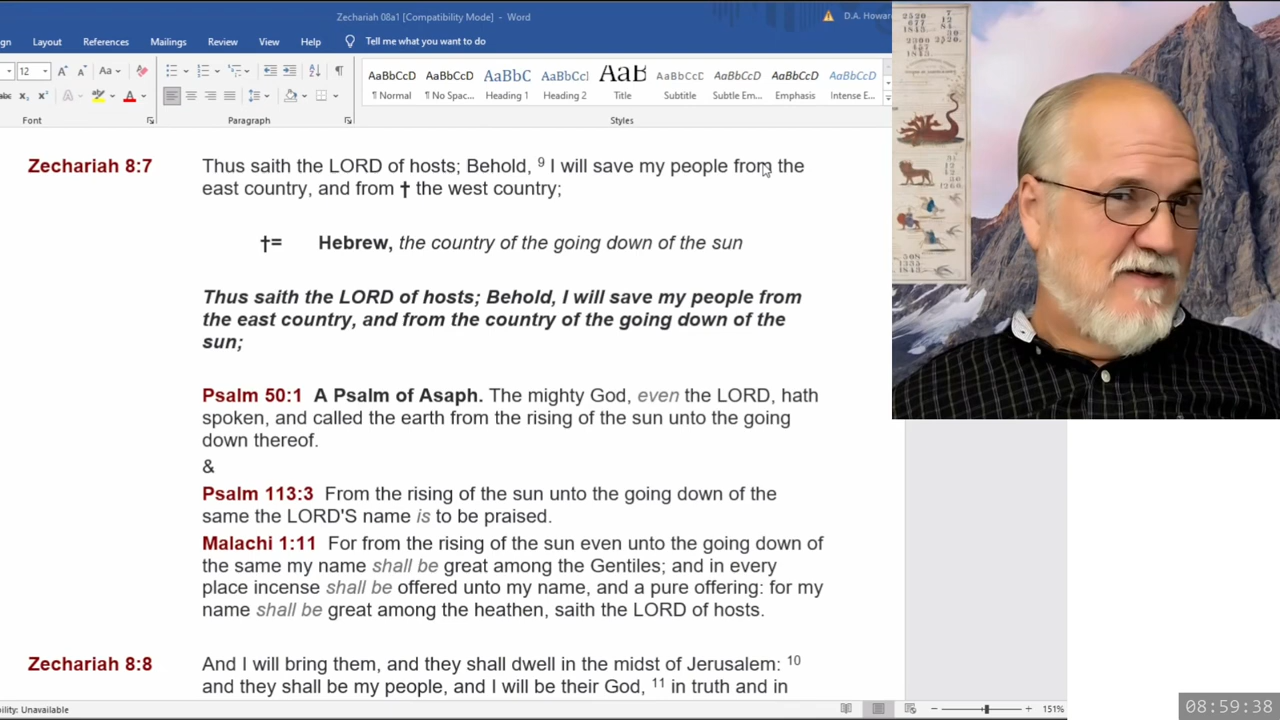 Zechariah 08a1 [Compatibility Mode] - Word
D.A. Howar
gn Layout References Mailings Review View Help Tell me what you want to do
12 Aa
abc x₂ x² A A
AaBbCcD AaBbCcD AaBbC AaBbCcl AaB AaBbCcD AaBbCcD AaBbCcD AaBbCcD
¶ Normal ¶ No Spac... Heading 1 Heading 2 Title Subtitle Subtle Em... Emphasis Intense E...
Font Paragraph Styles
Zechariah 8:7 Thus saith the LORD of hosts; Behold, ⁹ I will save my people from the
east country, and from † the west country;
†= Hebrew, the country of the going down of the sun
Thus saith the LORD of hosts; Behold, I will save my people from
the east country, and from the country of the going down of the
sun;
Psalm 50:1 A Psalm of Asaph. The mighty God, even the LORD, hath
spoken, and called the earth from the rising of the sun unto the going
down thereof.
&
Psalm 113:3 From the rising of the sun unto the going down of the
same the LORD'S name is to be praised.
Malachi 1:11 For from the rising of the sun even unto the going down of
the same my name shall be great among the Gentiles; and in every
place incense shall be offered unto my name, and a pure offering: for my
name shall be great among the heathen, saith the LORD of hosts.
Zechariah 8:8 And I will bring them, and they shall dwell in the midst of Jerusalem: ¹⁰
and they shall be my people, and I will be their God, ¹¹ in truth and in
ility: Unavailable
151%
2520
677
1845
08:59:38